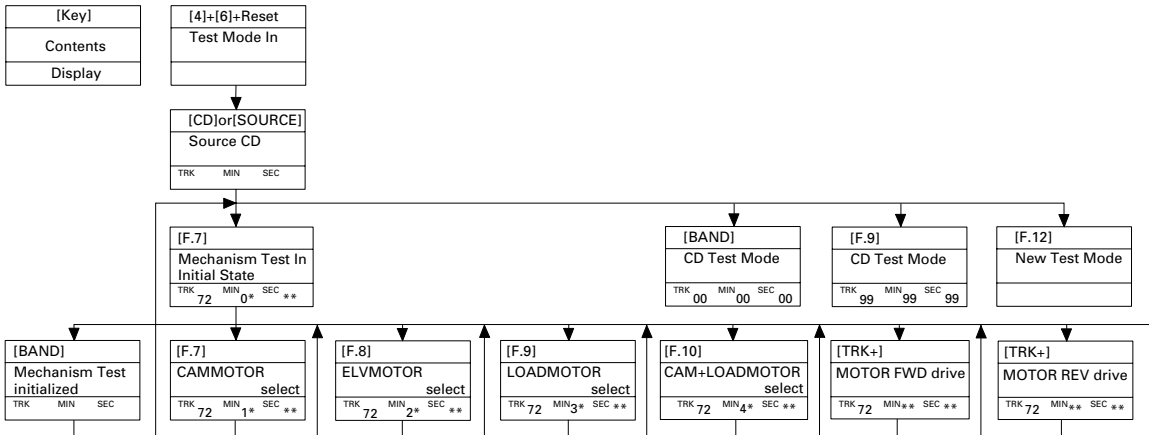 [Key]
Contents
Display
[4]+[6]+Reset
Test Mode In
[CD]or[SOURCE]
Source CD
TRK MIN SEC
[F.7]
Mechanism Test In
Initial State
TRK 72 MIN 0* SEC **
[BAND]
CD Test Mode
TRK 00 MIN 00 SEC 00
[F.9]
CD Test Mode
TRK 99 MIN 99 SEC 99
[F.12]
New Test Mode
[BAND]
Mechanism Test
initialized
TRK MIN SEC
[F.7]
CAMMOTOR
select
TRK 72 MIN 1* SEC **
[F.8]
ELVMOTOR
select
TRK 72 MIN 2* SEC **
[F.9]
LOADMOTOR
select
TRK 72 MIN 3* SEC **
[F.10]
CAM+LOADMOTOR
select
TRK 72 MIN 4* SEC **
[TRK+]
MOTOR FWD drive
TRK 72 MIN ** SEC **
[TRK+]
MOTOR REV drive
TRK 72 MIN ** SEC **